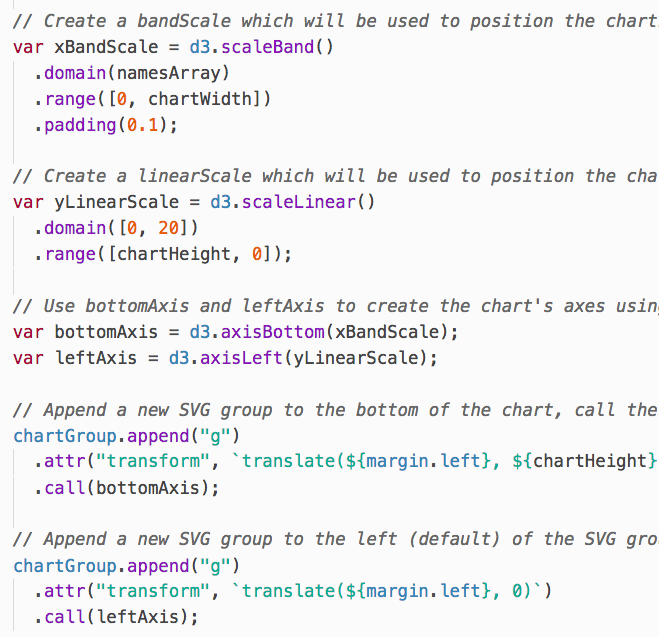 // Create a bandScale which will be used to position the chart
var xBandScale = d3.scaleBand()
  .domain(namesArray)
  .range([0, chartWidth])
  .padding(0.1);
// Create a linearScale which will be used to position the cha
var yLinearScale = d3.scaleLinear()
  .domain([0, 20])
  .range([chartHeight, 0]);
// Use bottomAxis and leftAxis to create the chart's axes using
var bottomAxis = d3.axisBottom(xBandScale);
var leftAxis = d3.axisLeft(yLinearScale);
// Append a new SVG group to the bottom of the chart, call the
chartGroup.append("g")
  .attr("transform", `translate(${margin.left}, ${chartHeight}
  .call(bottomAxis);
// Append a new SVG group to the left (default) of the SVG gro
chartGroup.append("g")
  .attr("transform", `translate(${margin.left}, 0)`)
  .call(leftAxis);